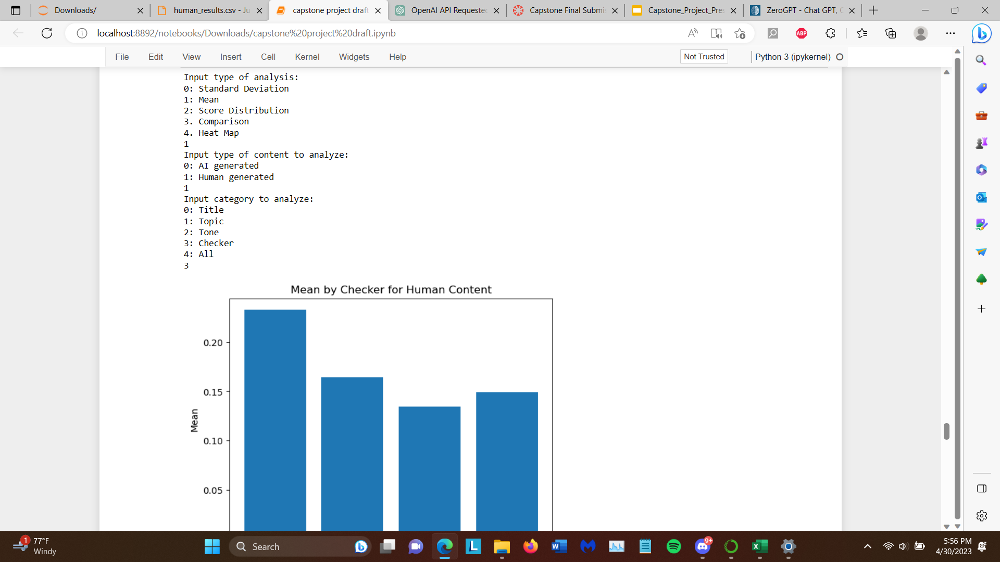 Downloads/
human_results.csv - Ju
capstone project draft
OpenAI API Requested
Capstone Final Submis
Capstone_Project_Pres
ZeroGPT - Chat GPT,
localhost:8892/notebooks/Downloads/capstone%20project%20draft.ipynb
ABP
File Edit View Insert Cell Kernel Widgets Help
Not Trusted
Python 3 (ipykernel)
Input type of analysis:
0: Standard Deviation
1: Mean
2: Score Distribution
3. Comparison
4. Heat Map
1
Input type of content to analyze:
0: AI generated
1: Human generated
1
Input category to analyze:
0: Title
1: Topic
2: Tone
3: Checker
4: All
3
Mean by Checker for Human Content
0.20
0.15
0.10
0.05
Mean
1
77°F
Windy
Search
9+
5:56 PM
4/30/2023